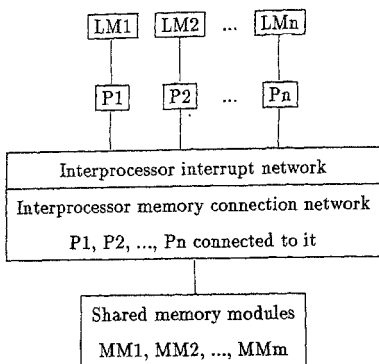 LM1 LM2 ... LMn
P1 P2 ... Pn
Interprocessor interrupt network
Interprocessor memory connection network
P1, P2, ..., Pn connected to it
Shared memory modules
MM1, MM2, ..., MMm